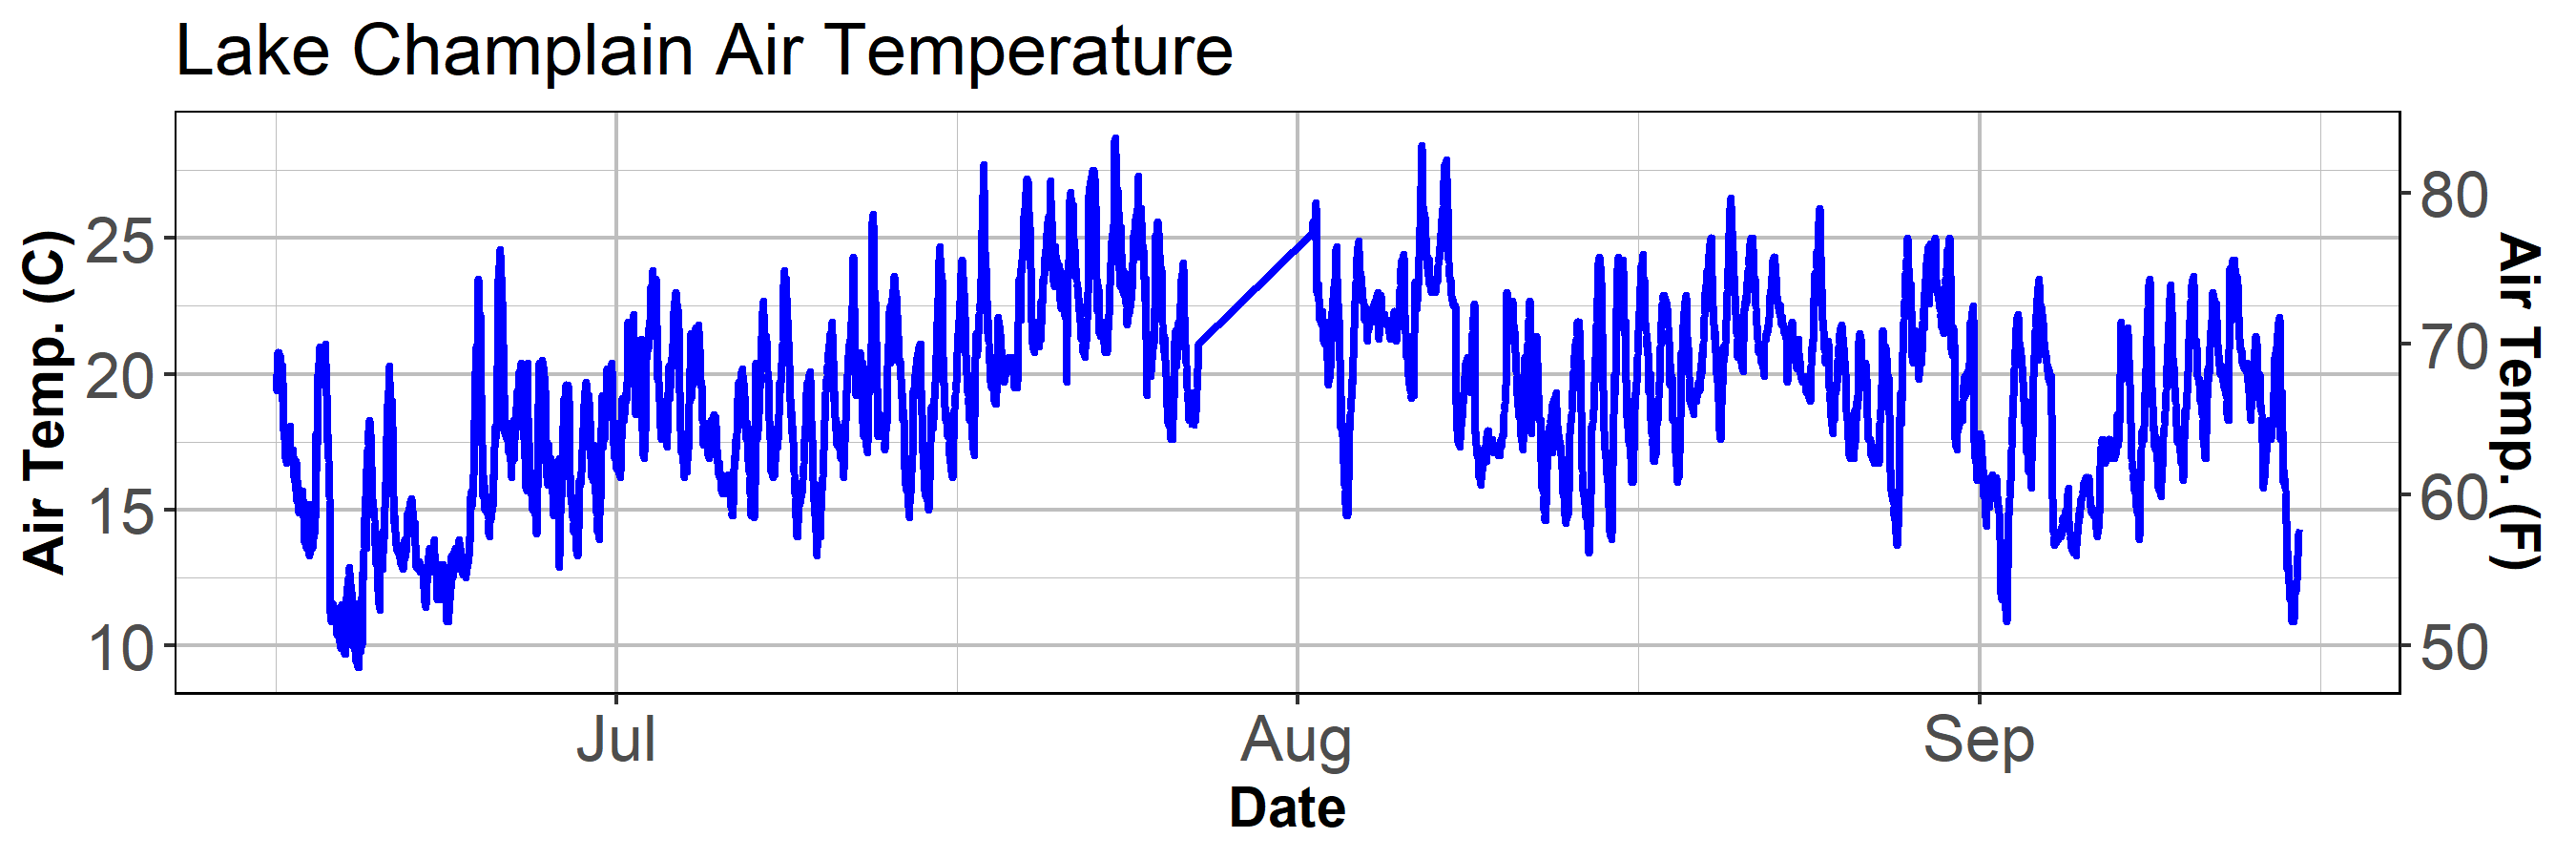 Lake Champlain Air Temperature
Air Temp. (C)
25
20
15
10
80
70
60
50
Air Temp. (F)
Jul
Aug
Sep
Date